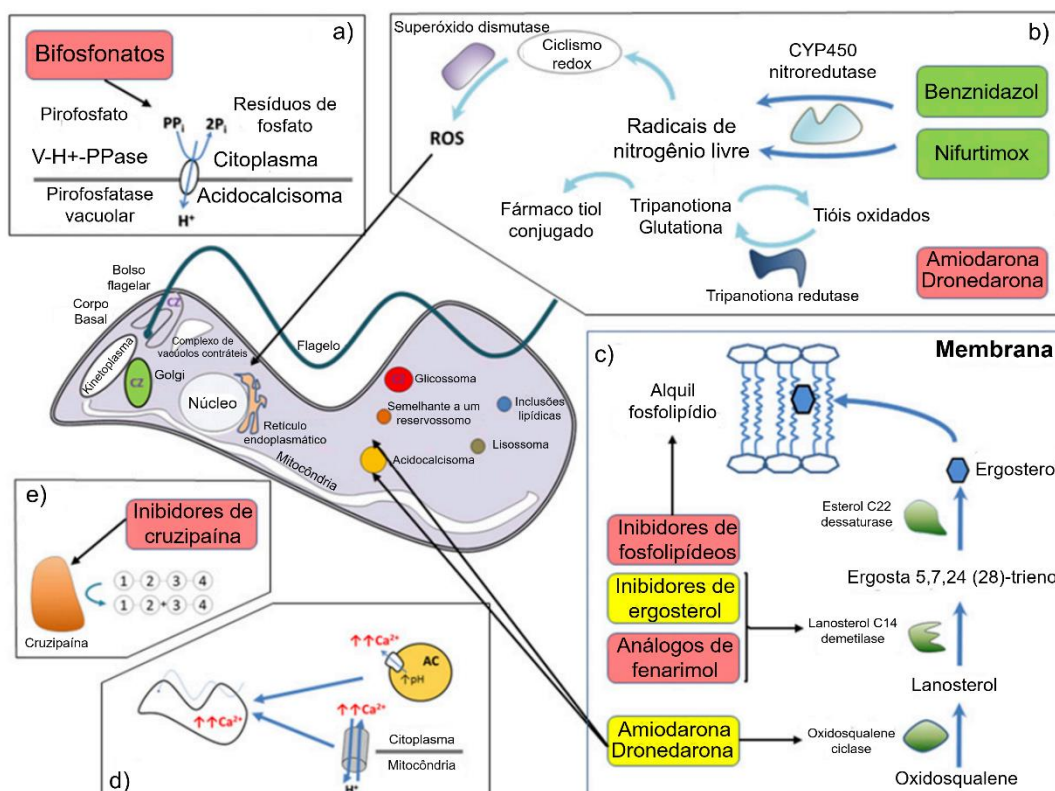 a)
Bifosfonatos
Pirofosfato
Resíduos de
fosfato
PPi
2Pi
V-H+-PPase
Citoplasma
Pirofosfatase
vacuolar
Acidocalcisoma
H⁺
b)
Superóxido dismutase
Ciclismo
redox
CYP450
nitroredutase
Benznidazol
Nifurtimox
ROS
Radicais de
nitrogênio livre
Fármaco tiol
conjugado
Tripanotiona
Glutationa
Tióis oxidados
Tripanotiona redutase
Amiodarona
Dronedarona
Bolso
flagelar
Corpo
Basal
CZ
Complexo de
vacúolos contráteis
Flagelo
Kinetoplasma
CZ
Golgi
Núcleo
Retículo
endoplasmático
Mitocôndria
Glicossoma
Semelhante a um
reservossomo
Inclusões
lipídicas
Lisossoma
Acidocalcisoma
c)
Membrana
Alquil
fosfolipídio
Ergosterol
Esterol C22
dessaturase
Inibidores de
fosfolipídeos
Inibidores de
ergosterol
Análogos de
fenarimol
Ergosta 5,7,24 (28)-trieno
Lanosterol C14
demetilase
Lanosterol
Amiodarona
Dronedarona
Oxidosqualene
ciclase
Oxidosqualene
e)
Inibidores de
cruzipaína
1 2 3 4
1 2 + 3 4
Cruzipaína
d)
↑↑Ca²⁺
AC
↑pH
↑↑Ca²⁺
↑↑Ca²⁺
Citoplasma
Mitocôndria
H⁺